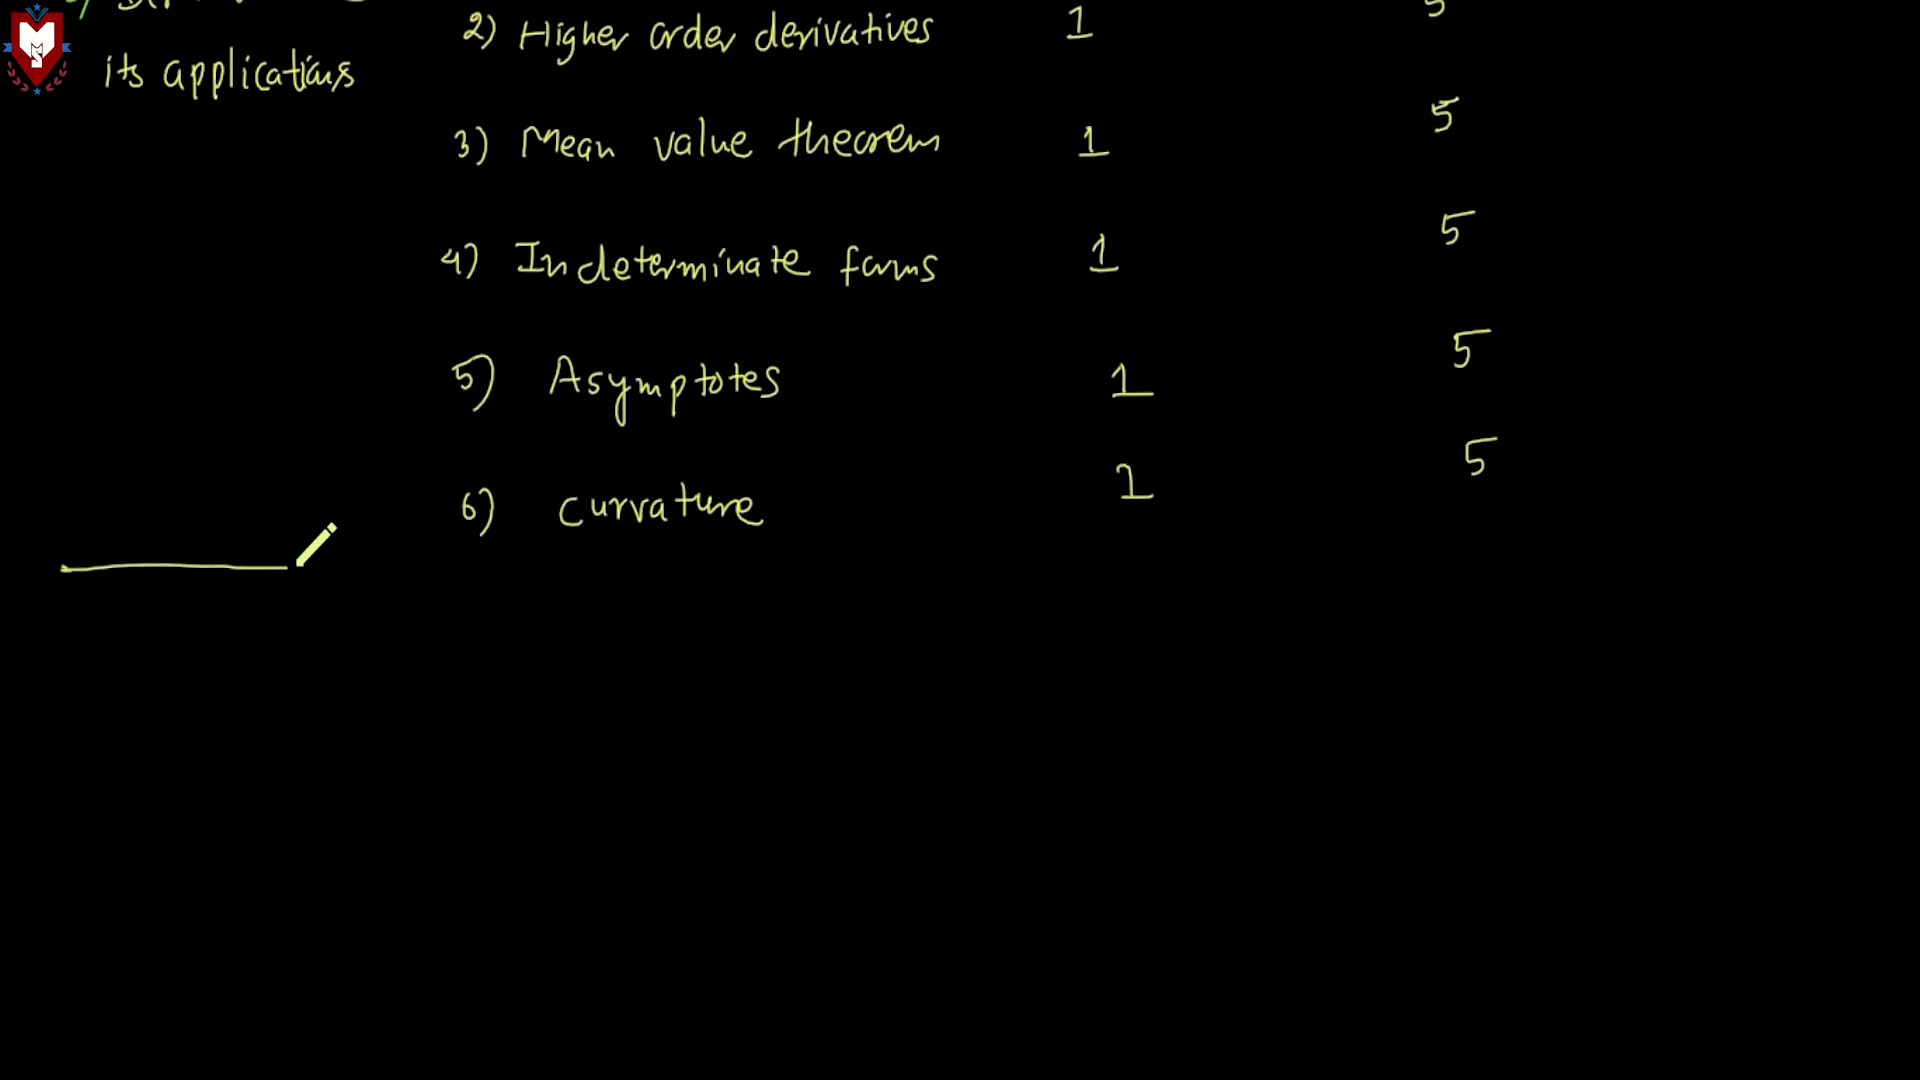 2) Higher order derivatives 1 5
its applications
3) Mean value theorem 1 5
4) Indeterminate forms 1 5
5) Asymptotes 1 5
6) curvature 1 5